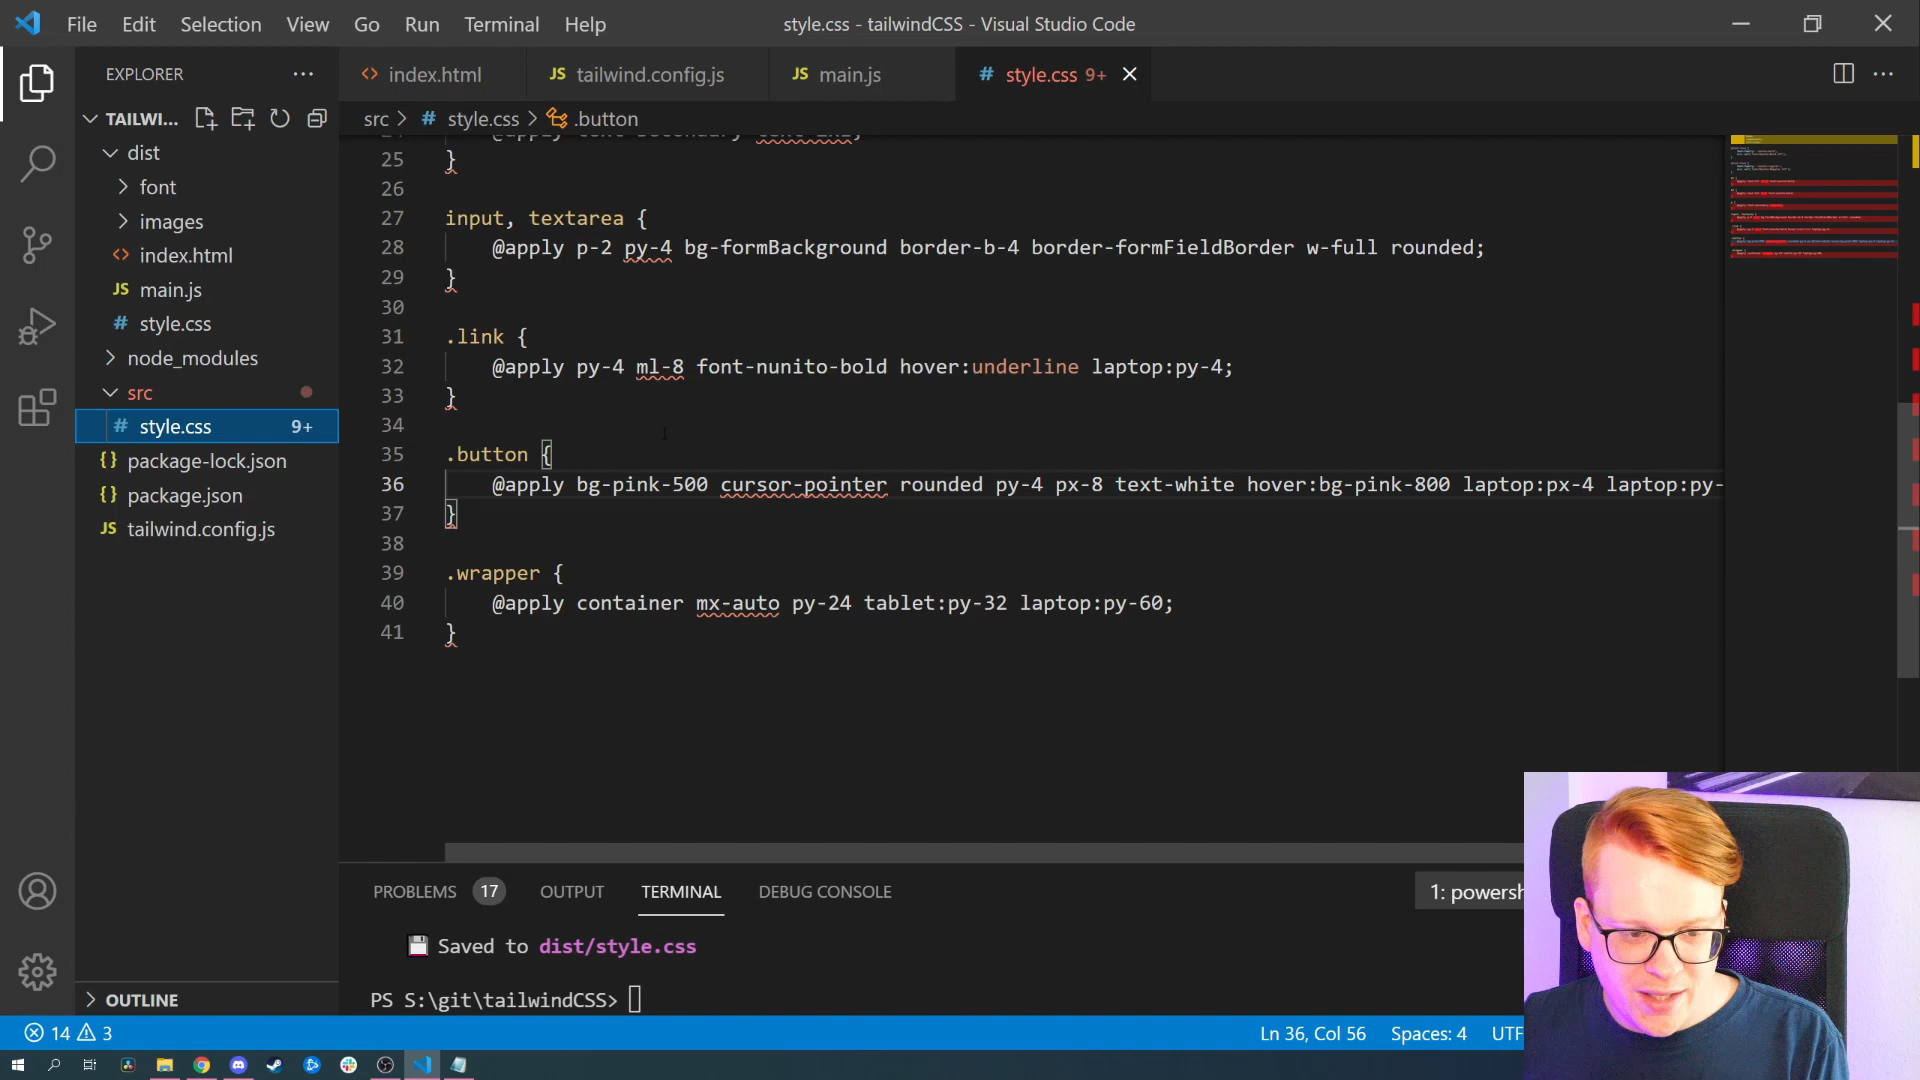 File Edit Selection View Go Run Terminal Help style.css - tailwindCSS - Visual Studio Code
EXPLORER
index.html
JS tailwind.config.js
JS main.js
# style.css 9+
TAILWI...
src > # style.css > .button
dist
font
images
index.html
JS main.js
# style.css
node_modules
src
# style.css 9+
{} package-lock.json
{} package.json
JS tailwind.config.js
OUTLINE
25 }
26
27 input, textarea {
28 @apply p-2 py-4 bg-formBackground border-b-4 border-formFieldBorder w-full rounded;
29 }
30
31 .link {
32 @apply py-4 ml-8 font-nunito-bold hover:underline laptop:py-4;
33 }
34
35 .button {
36 @apply bg-pink-500 cursor-pointer rounded py-4 px-8 text-white hover:bg-pink-800 laptop:px-4 laptop:py-
37 }
38
39 .wrapper {
40 @apply container mx-auto py-24 tablet:py-32 laptop:py-60;
41 }
PROBLEMS 17 OUTPUT TERMINAL DEBUG CONSOLE
1: powersh
Saved to dist/style.css
PS S:\git\tailwindCSS>
14 3
Ln 36, Col 56 Spaces: 4 UTF